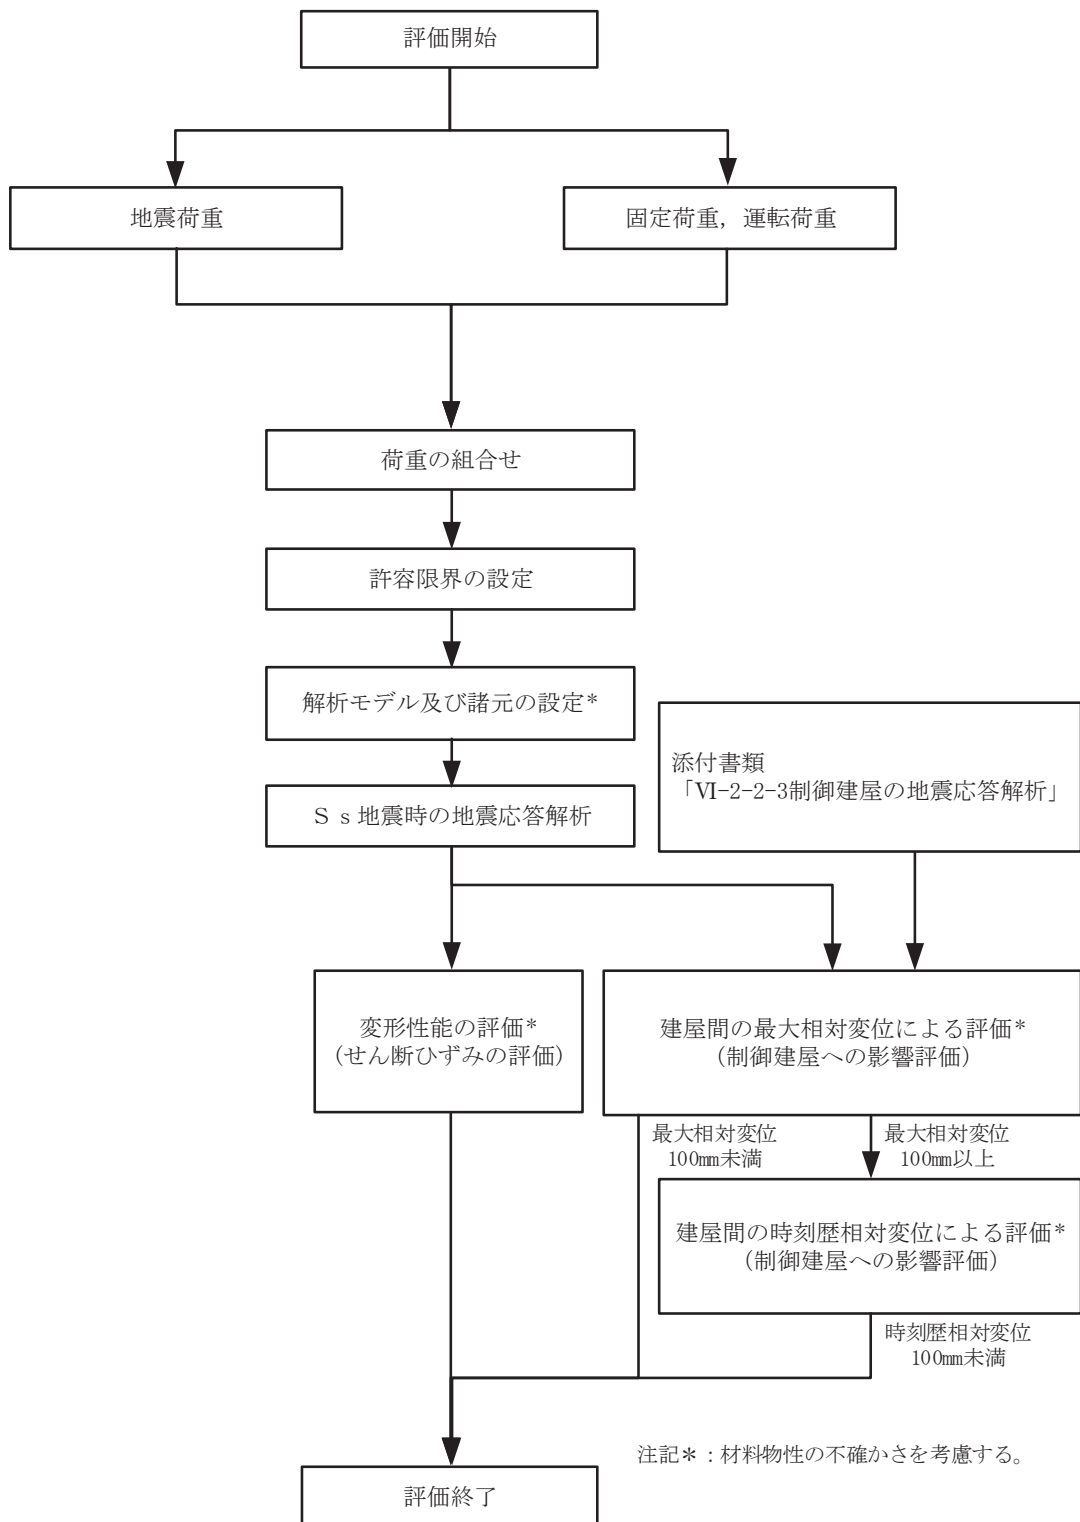 評価開始
地震荷重
固定荷重，運転荷重
荷重の組合せ
許容限界の設定
解析モデル及び諸元の設定*
Ｓｓ地震時の地震応答解析
添付書類
「Ⅵ-2-2-3制御建屋の地震応答解析」
変形性能の評価*
(せん断ひずみの評価)
建屋間の最大相対変位による評価*
(制御建屋への影響評価)
最大相対変位
100mm未満
最大相対変位
100mm以上
建屋間の時刻歴相対変位による評価*
(制御建屋への影響評価)
時刻歴相対変位
100mm未満
注記＊：材料物性の不確かさを考慮する。
評価終了